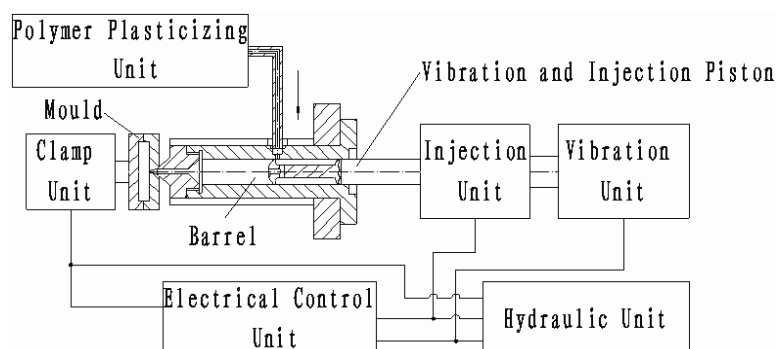 Polymer Plasticizing
Unit
Vibration and Injection Piston
Mould
Clamp
Unit
Injection
Unit
Vibration
Unit
Barrel
Electrical Control
Unit
Hydraulic Unit